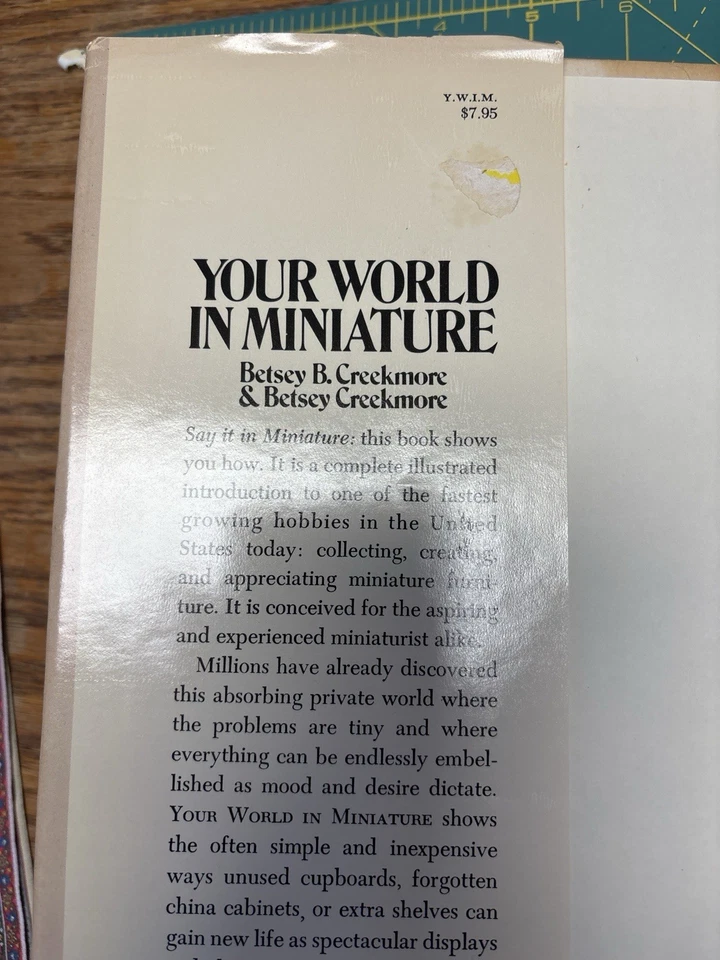 4 5 6
Y.W.I.M.
$7.95
YOUR WORLD
IN MINIATURE
Betsey B. Creekmore
& Betsey Creekmore
Say it in Miniature: this book shows
you how. It is a complete illustrated
introduction to one of the fastest
growing hobbies in the United
States today: collecting, creating,
and appreciating miniature furni-
ture. It is conceived for the aspiring
and experienced miniaturist alike.
Millions have already discovered
this absorbing private world where
the problems are tiny and where
everything can be endlessly embel-
lished as mood and desire dictate.
YOUR WORLD IN MINIATURE shows
the often simple and inexpensive
ways unused cupboards, forgotten
china cabinets, or extra shelves can
gain new life as spectacular displays